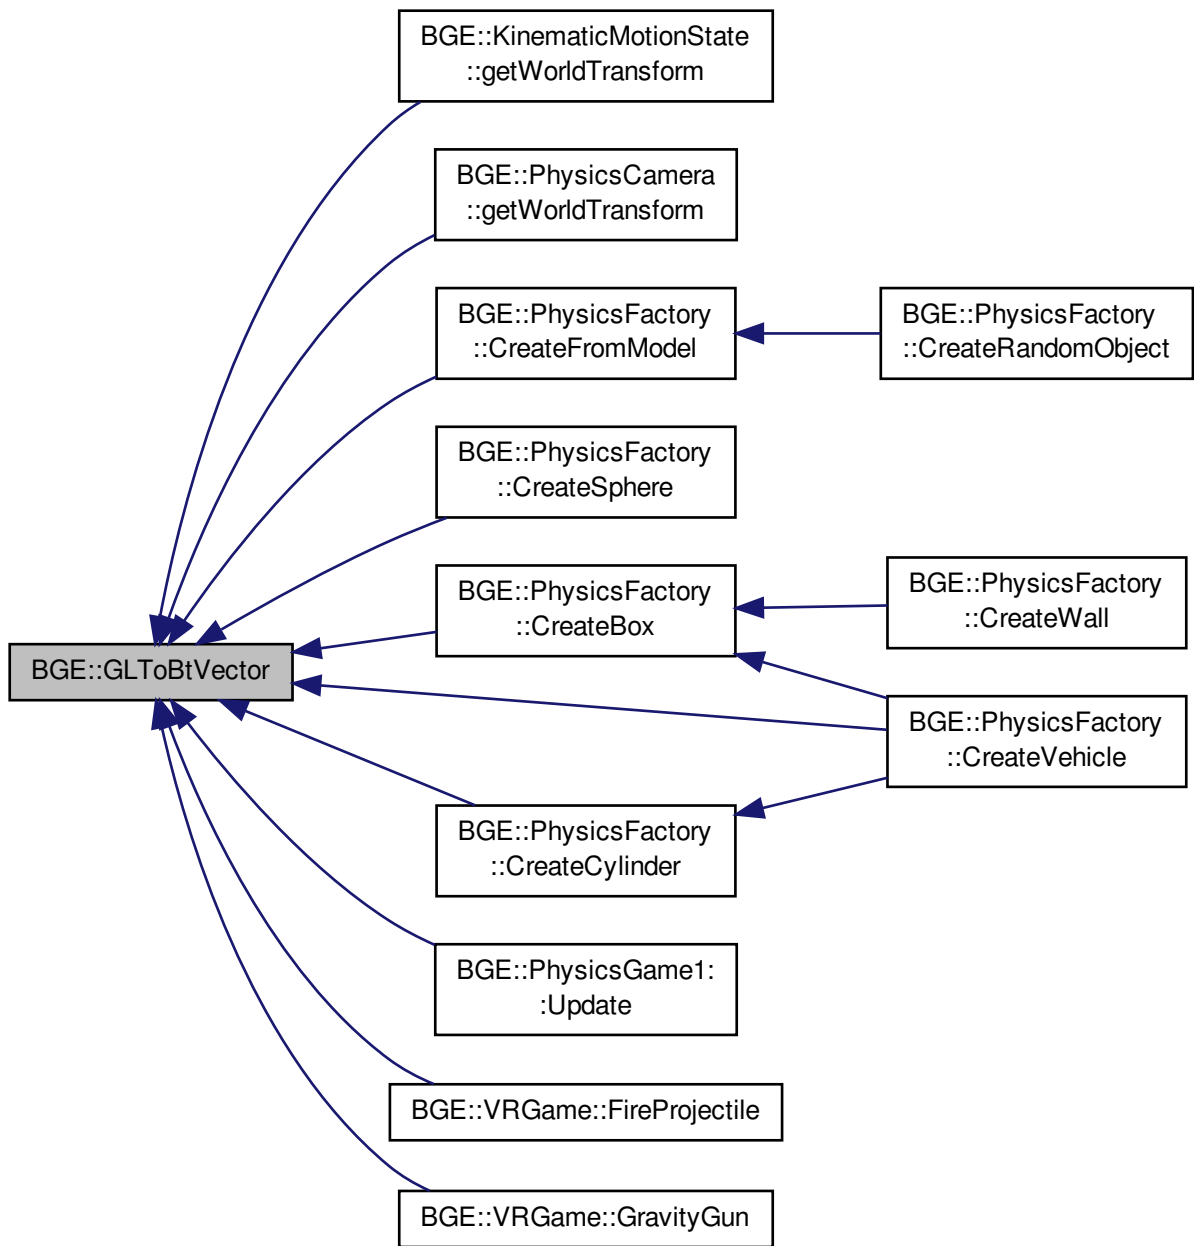 BGE::KinematicMotionState
::getWorldTransform
BGE::PhysicsCamera
::getWorldTransform
BGE::PhysicsFactory
::CreateFromModel
BGE::PhysicsFactory
::CreateRandomObject
BGE::PhysicsFactory
::CreateSphere
BGE::PhysicsFactory
::CreateBox
BGE::PhysicsFactory
::CreateWall
BGE::GLToBtVector
BGE::PhysicsFactory
::CreateVehicle
BGE::PhysicsFactory
::CreateCylinder
BGE::PhysicsGame1:
:Update
BGE::VRGame::FireProjectile
BGE::VRGame::GravityGun